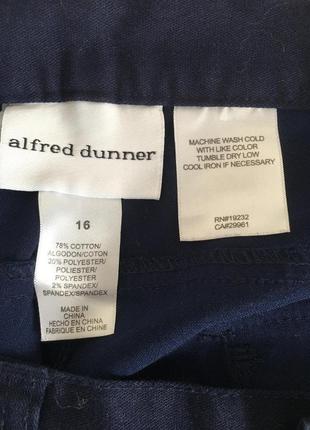 alfred dunner
16
78% COTTON/
ALGODON/COTON
20% POLYESTER/
POLIESTER/
POLYESTER
2% SPANDEX/
SPANDEX/SPANDEX
MADE IN
CHINA
HECHO EN CHINA
FABRIQUE EN CHINE
MACHINE WASH COLD
WITH LIKE COLOR
TUMBLE DRY LOW
COOL IRON IF NECESSARY
RN#19232
CA#29961